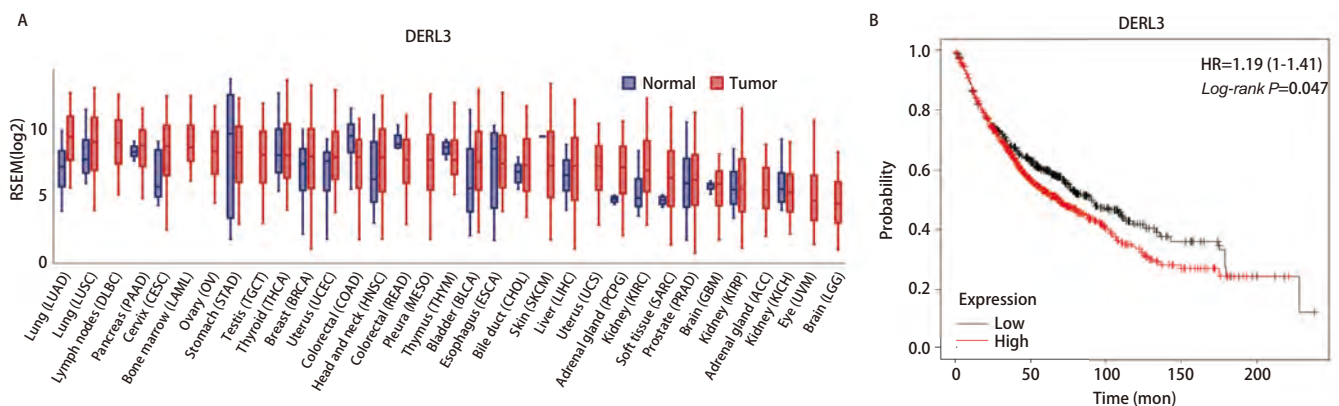 A
DERL3
Normal
Tumor
RSEM(log2)
10
5
0
Lung (LUAD)
Lung (LUSC)
Lymph nodes (DLBC)
Pancreas (PAAD)
Cervix (CESC)
Bone marrow (LAML)
Ovary (OV)
Stomach (STAD)
Testis (TGCT)
Thyroid (THCA)
Breast (BRCA)
Uterus (UCEC)
Colorectal (COAD)
Head and neck (HNSC)
Colorectal (READ)
Pleura (MESO)
Thymus (THYM)
Bladder (BLCA)
Esophagus (ESCA)
Bile duct (CHOL)
Skin (SKCM)
Liver (LIHC)
Uterus (UCS)
Adrenal gland (PCPG)
Kidney (KIRC)
Soft tissue (SARC)
Prostate (PRAD)
Brain (GBM)
Kidney (KIRP)
Adrenal gland (ACC)
Kidney (KICH)
Eye (UVM)
Brain (LGG)
B
DERL3
HR=1.19 (1-1.41)
Log-rank P=0.047
Probability
1.0
0.8
0.6
0.4
0.2
0.0
Expression
Low
High
0 50 100 150 200
Time (mon)